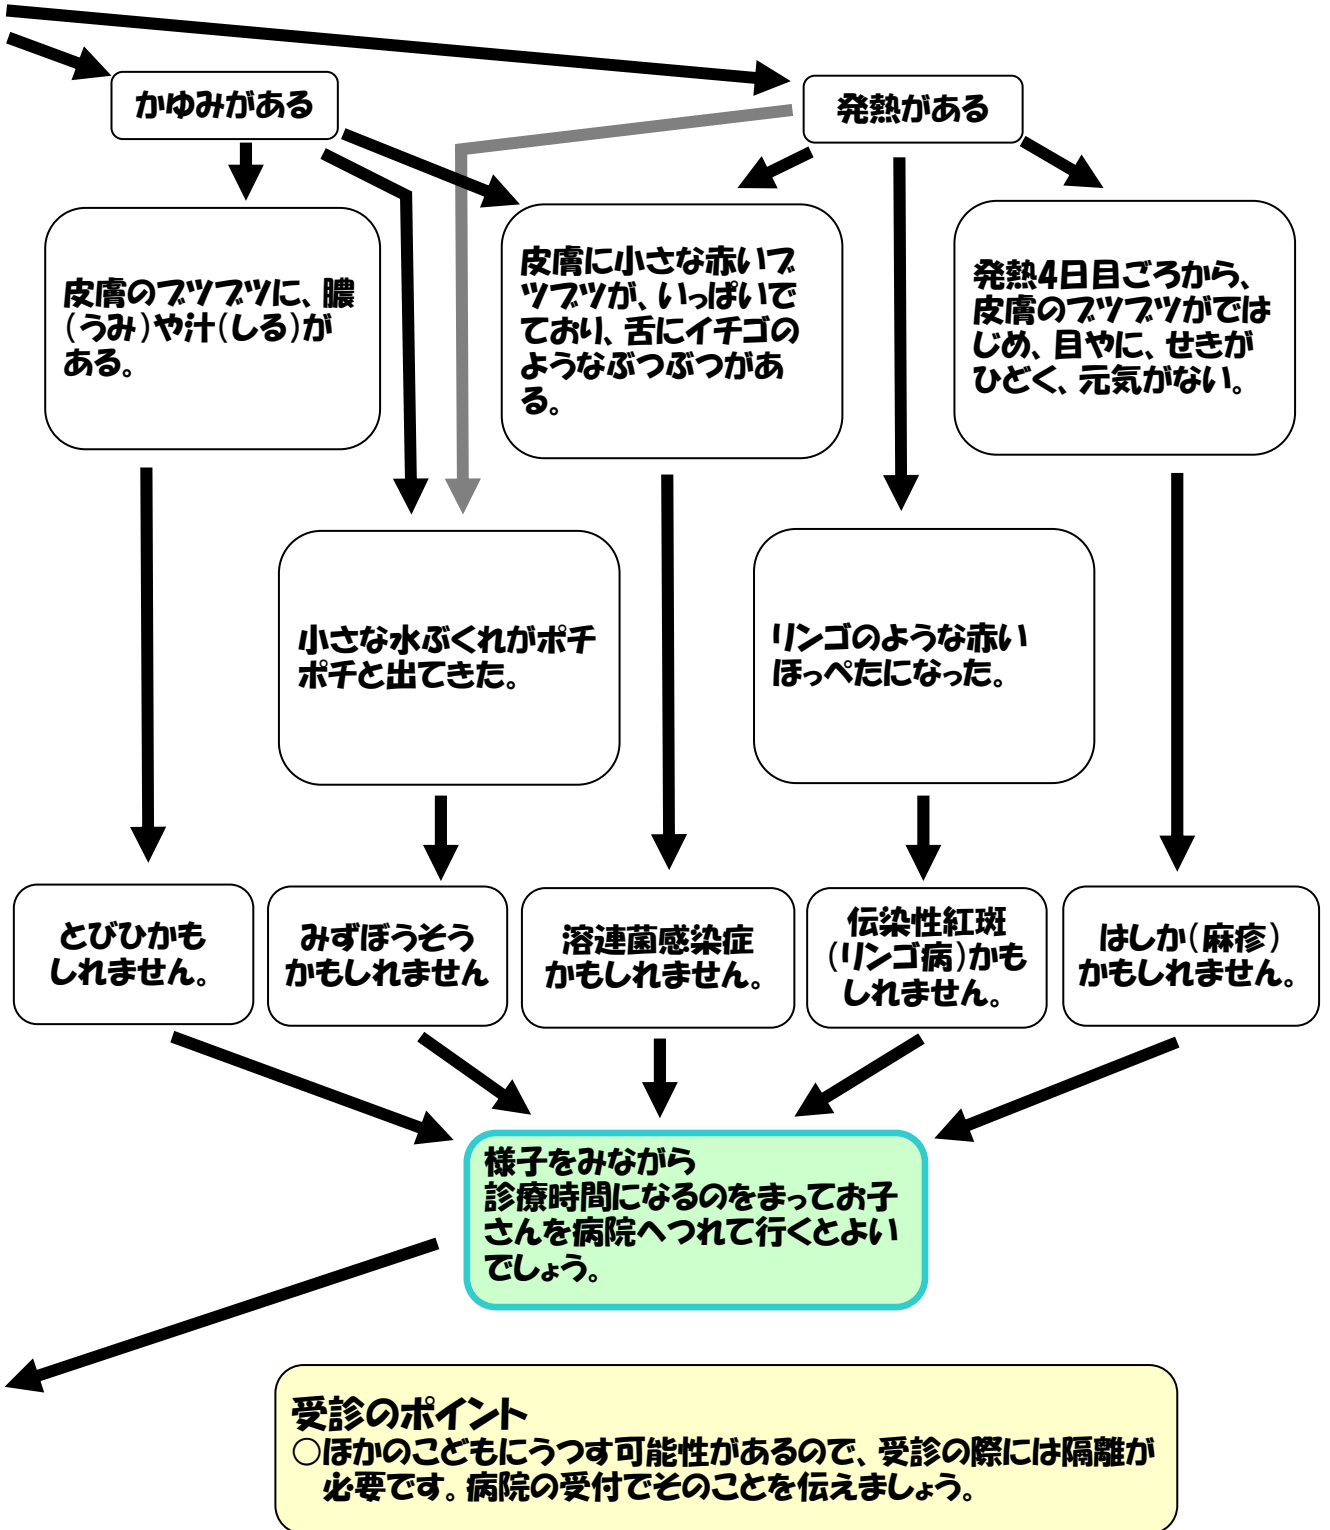 かゆみがある
発熱がある
皮膚のブツブツに、膿
（うみ）や汁（しる）が
ある。
皮膚に小さな赤いブ
ツブツが、いっぱいで
ており、舌にイチゴの
ようなぶつぶつがあ
る。
発熱4日目ごろから、
皮膚のブツブツがでは
じめ、目やに、せきが
ひどく、元気がない。
小さな水ぶくれがポチ
ポチと出てきた。
リンゴのような赤い
ほっぺたになった。
とびひかも
しれません。
みずぼうそう
かもしれません
溶連菌感染症
かもしれません。
伝染性紅斑
（リンゴ病）かも
しれません。
はしか（麻疹）
かもしれません。
様子をみながら
診療時間になるのをまってお子
さんを病院へつれて行くとよい
でしょう。
受診のポイント
○ほかのこどもにうつす可能性があるので、受診の際には隔離が
必要です。病院の受付でそのことを伝えましょう。